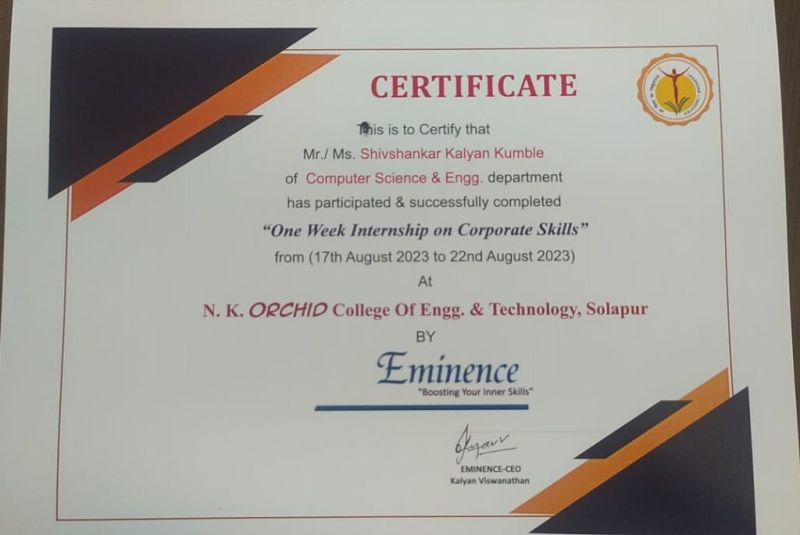 CERTIFICATE
This is to Certify that
Mr./ Ms. Shivshankar Kalyan Kumble
of Computer Science & Engg. department
has participated & successfully completed
“One Week Internship on Corporate Skills”
from (17th August 2023 to 22nd August 2023)
At
N. K. ORCHID College Of Engg. & Technology, Solapur
BY
Eminence
"Boosting Your Inner Skills"
EMINENCE-CEO
Kalyan Viswanathan